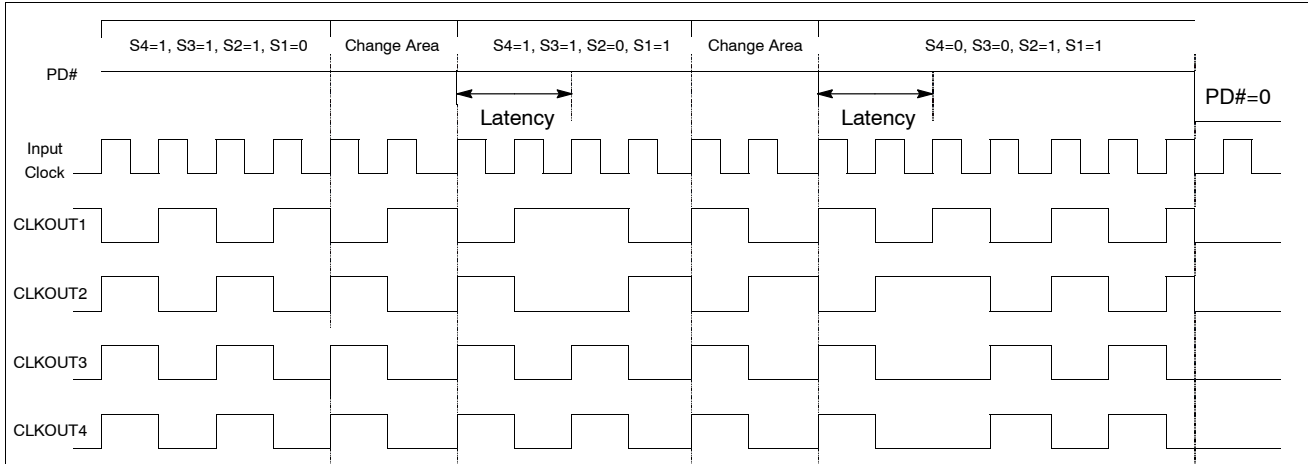 S4=1, S3=1, S2=1, S1=0
Change Area
S4=1, S3=1, S2=0, S1=1
Change Area
S4=0, S3=0, S2=1, S1=1
PD#
PD#=0
Latency
Latency
Input
Clock
CLKOUT1
CLKOUT2
CLKOUT3
CLKOUT4